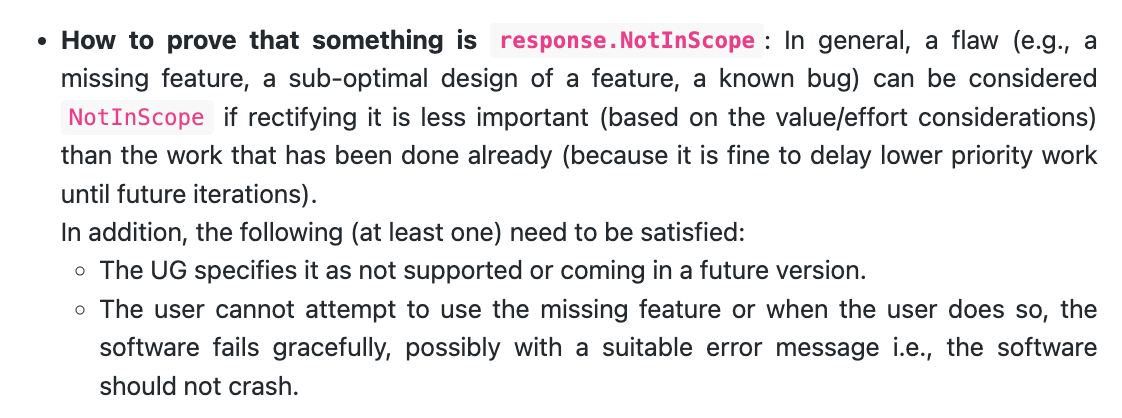 • How to prove that something is response.NotInScope : In general, a flaw (e.g., a
missing feature, a sub-optimal design of a feature, a known bug) can be considered
NotInScope if rectifying it is less important (based on the value/effort considerations)
than the work that has been done already (because it is fine to delay lower priority work
until future iterations).
In addition, the following (at least one) need to be satisfied:
◦ The UG specifies it as not supported or coming in a future version.
◦ The user cannot attempt to use the missing feature or when the user does so, the
software fails gracefully, possibly with a suitable error message i.e., the software
should not crash.